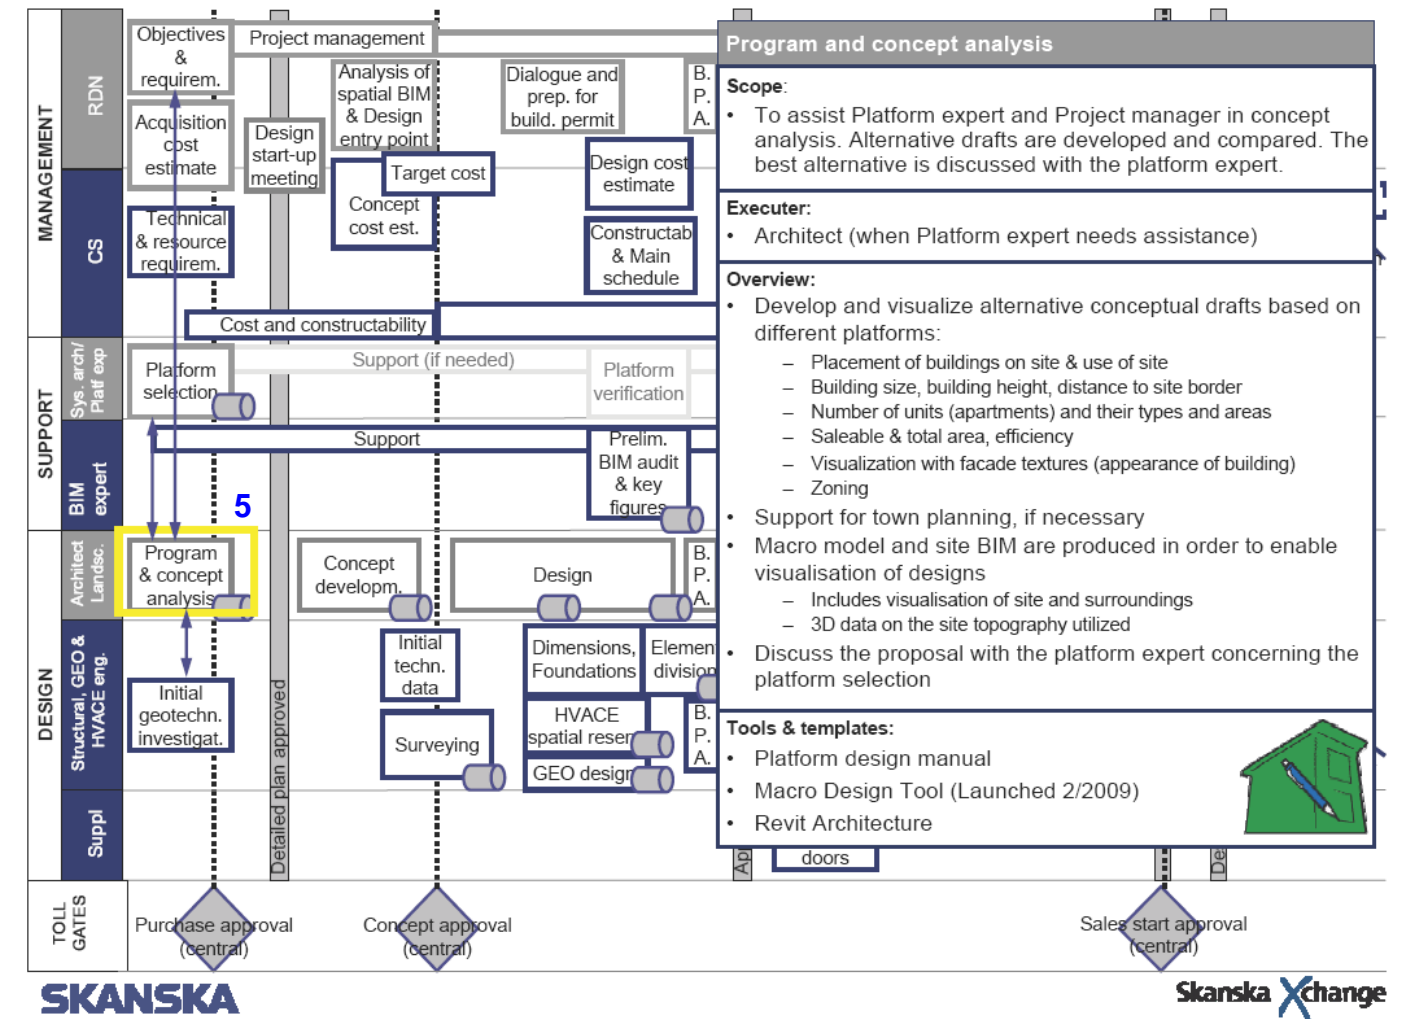 MANAGEMENT
RDN
CS
SUPPORT
Sys. arch/
Platf exp
BIM
expert
DESIGN
Architect
Landsc.
Structural, GEO &
HVACE eng.
Suppl
TOLL
GATES
Objectives
&
requirem.
Project management
Acquisition
cost
estimate
Design
start-up
meeting
Analysis of
spatial BIM
& Design
entry point
Dialogue and
prep. for
build. permit
B.
P.
A.
Target cost
Concept
cost est.
Design cost
estimate
Technical
& resource
requirem.
Constructab
& Main
schedule
Cost and constructability
Platform
selection
Support (if needed)
Platform
verification
Support
Prelim.
BIM audit
& key
figures
5
Program
& concept
analysis
Concept
developm.
Design
B.
P.
A.
Initial
techn.
data
Dimensions,
Foundations
Elemen
division
Initial
geotechn.
investigat.
Surveying
HVACE
spatial reser
GEO design
B.
P.
A.
Detailed plan approved
Ap
doors
De
Purchase approval
(central)
Concept approval
(central)
Sales start approval
(central)
Program and concept analysis
Scope:
• To assist Platform expert and Project manager in concept
analysis. Alternative drafts are developed and compared. The
best alternative is discussed with the platform expert.
Executer:
• Architect (when Platform expert needs assistance)
Overview:
• Develop and visualize alternative conceptual drafts based on
different platforms:
– Placement of buildings on site & use of site
– Building size, building height, distance to site border
– Number of units (apartments) and their types and areas
– Saleable & total area, efficiency
– Visualization with facade textures (appearance of building)
– Zoning
• Support for town planning, if necessary
• Macro model and site BIM are produced in order to enable
visualisation of designs
– Includes visualisation of site and surroundings
– 3D data on the site topography utilized
• Discuss the proposal with the platform expert concerning the
platform selection
Tools & templates:
• Platform design manual
• Macro Design Tool (Launched 2/2009)
• Revit Architecture
SKANSKA
Skanska Xchange